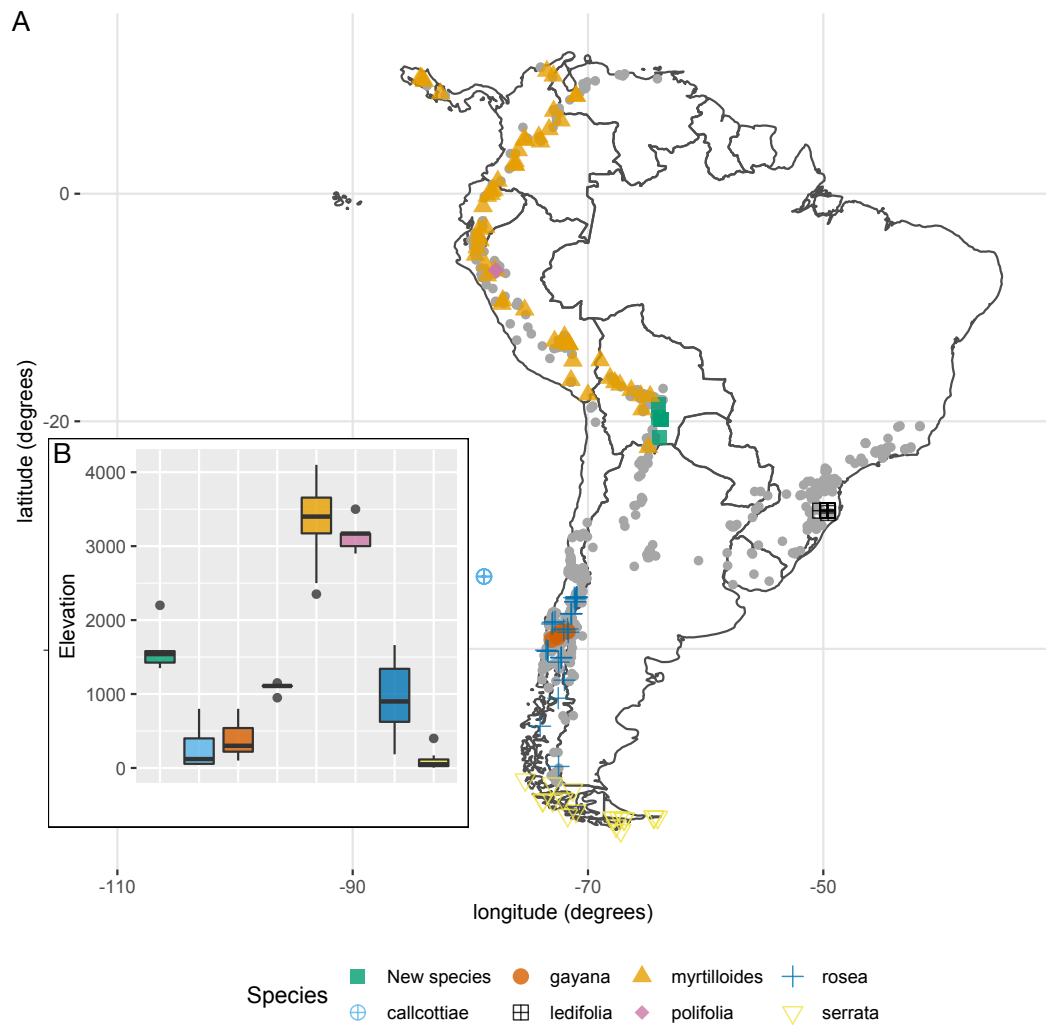 A
0
-20
latitude (degrees)
B
4000
3000
2000
1000
0
Elevation
-110
-90
-70
-50
longitude (degrees)
Species
New species
gayana
myrtilloides
rosea
callcottiae
ledifolia
polifolia
serrata